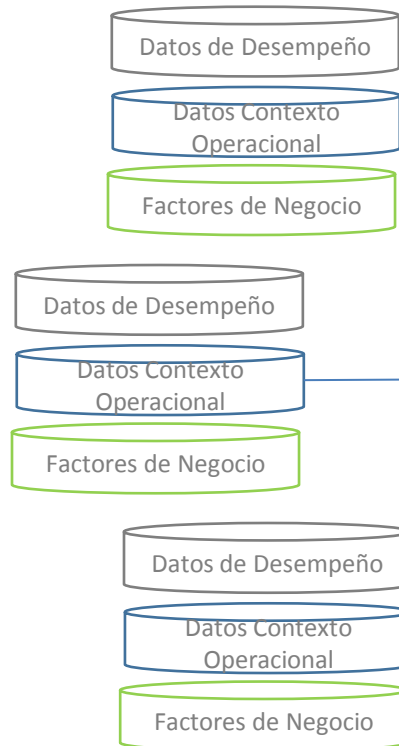 Datos de Desempeño
Datos Contexto
Operacional
Factores de Negocio
Datos de Desempeño
Datos Contexto
Operacional
Factores de Negocio
Datos de Desempeño
Datos Contexto
Operacional
Factores de Negocio